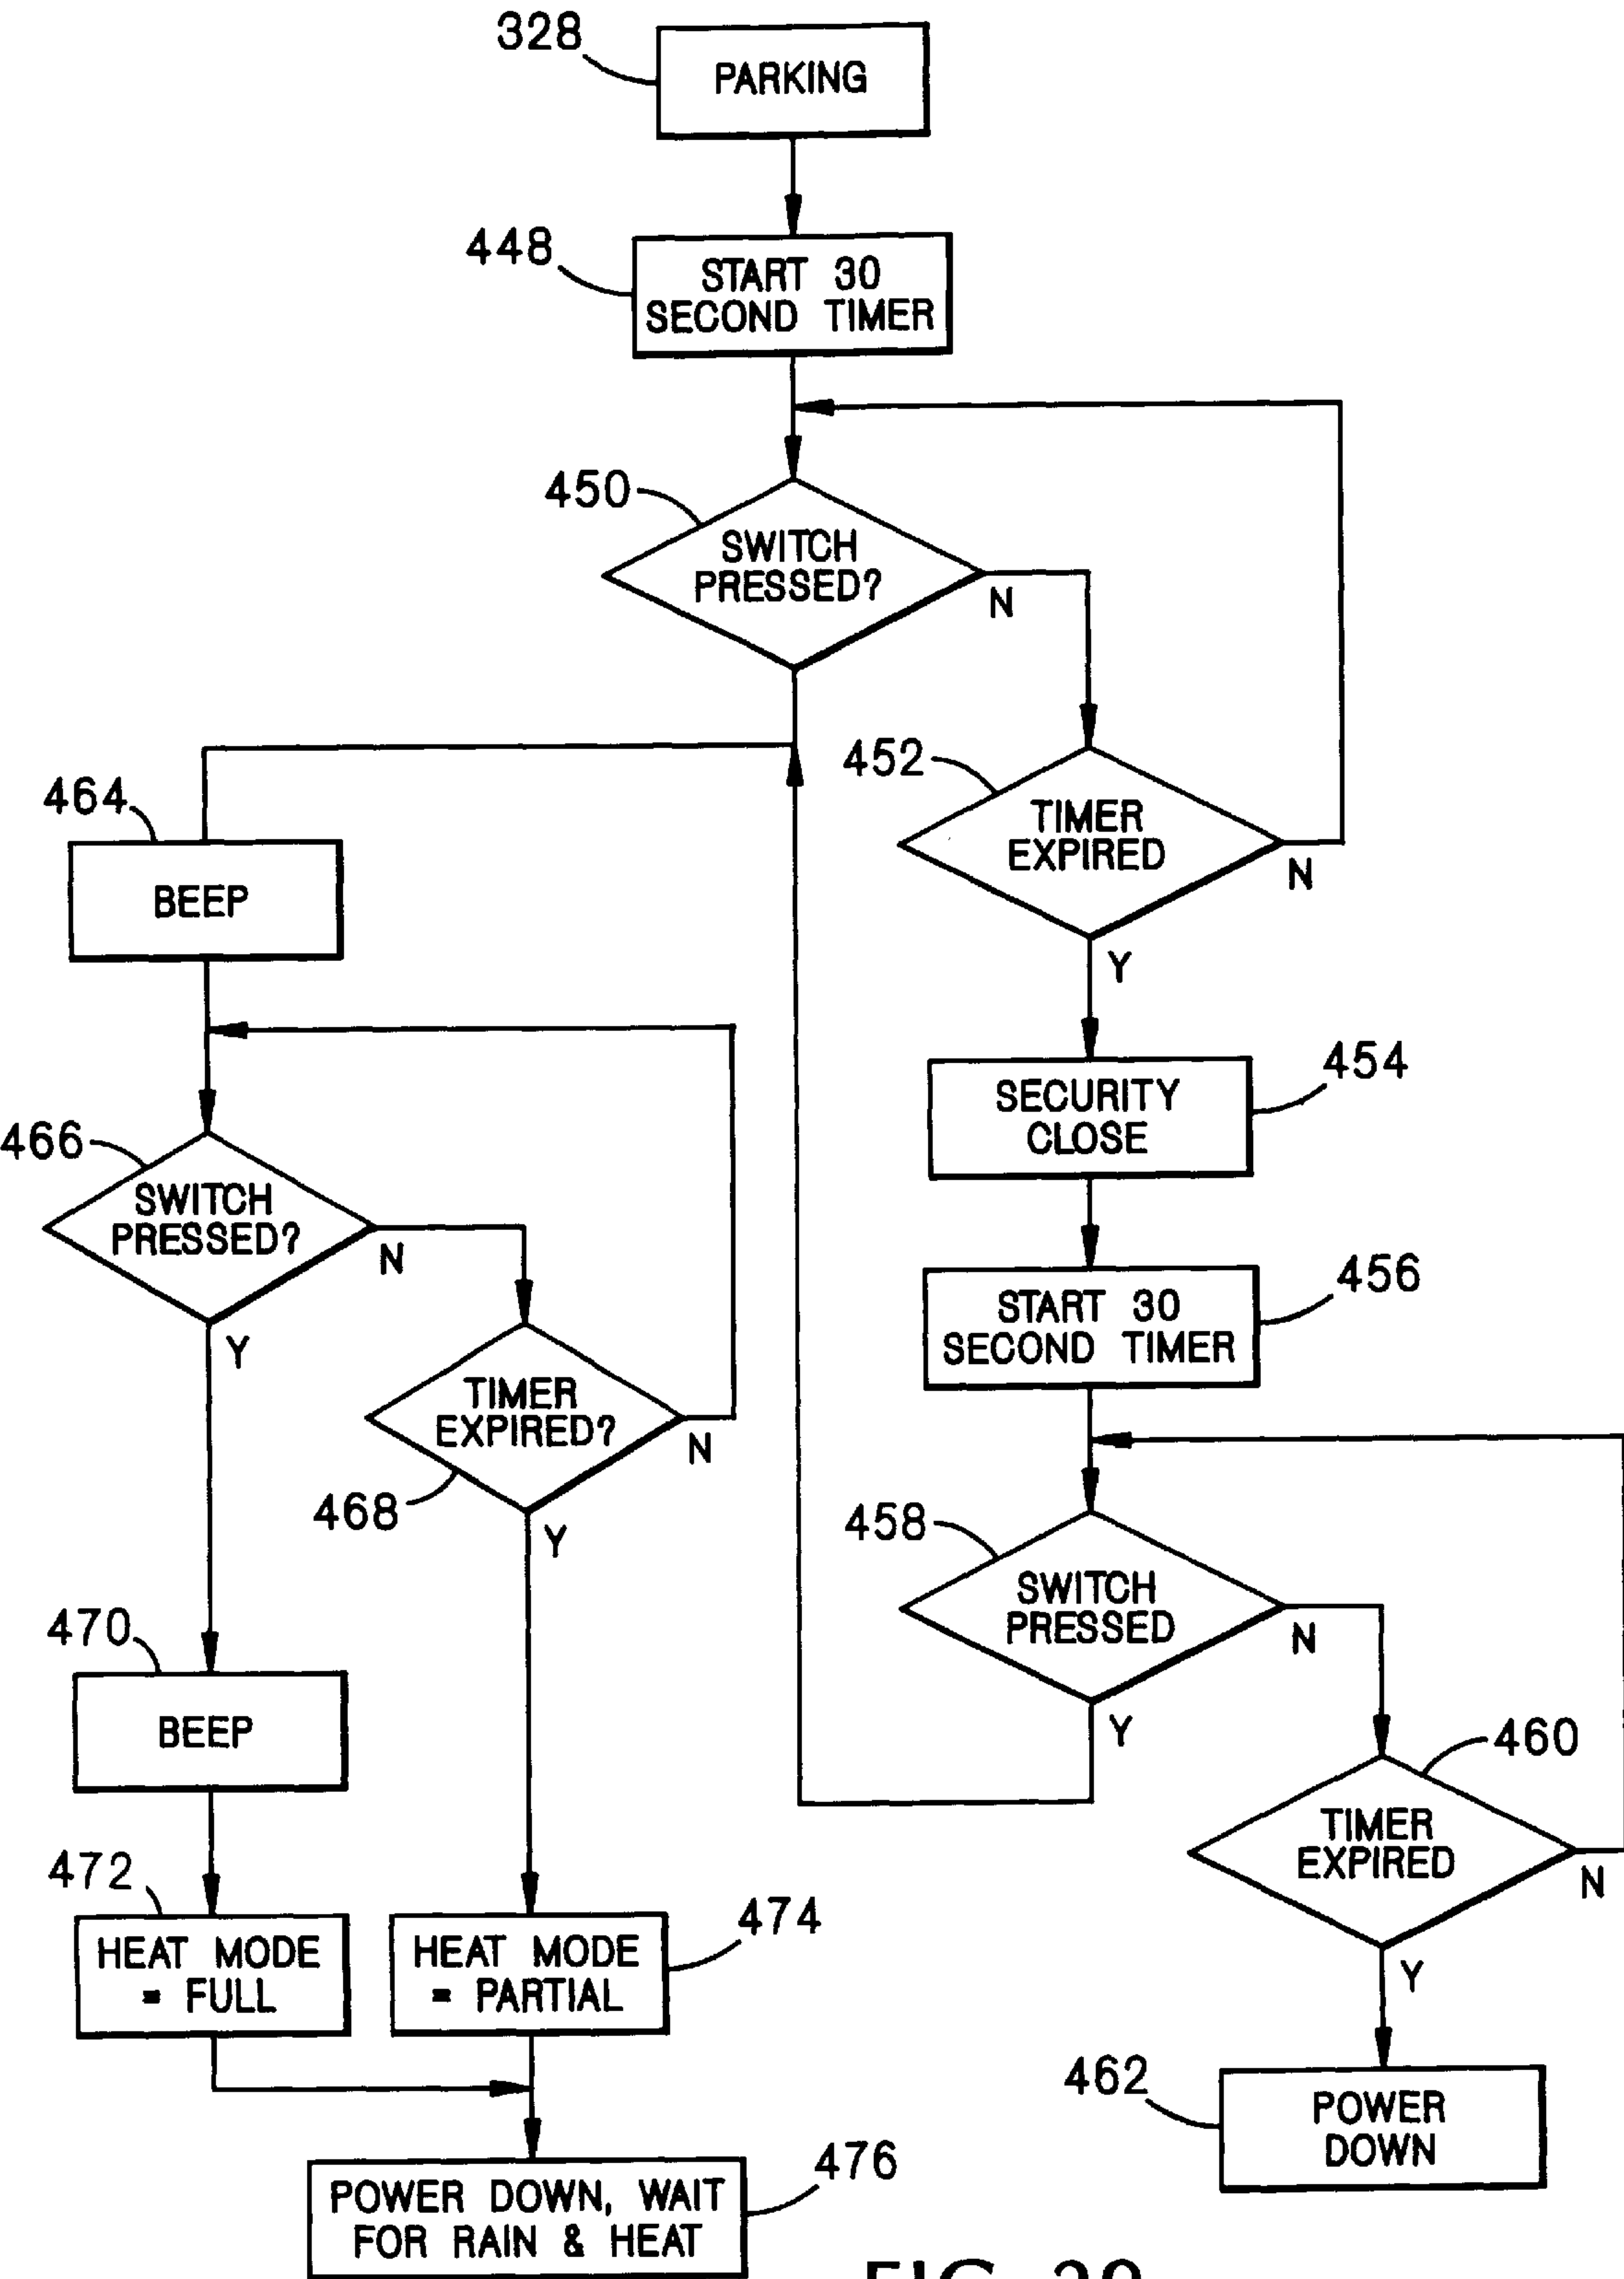 328
PARKING
448
START 30
SECOND TIMER
450
SWITCH
PRESSED?
N
452
TIMER
EXPIRED
N
Y
464
BEEP
454
SECURITY
CLOSE
466
SWITCH
PRESSED?
N
Y
456
START 30
SECOND TIMER
TIMER
EXPIRED?
N
468
Y
458
SWITCH
PRESSED
N
Y
470
BEEP
460
TIMER
EXPIRED
N
Y
472
HEAT MODE
= FULL
474
HEAT MODE
= PARTIAL
462
POWER
DOWN
476
POWER DOWN, WAIT
FOR RAIN & HEAT